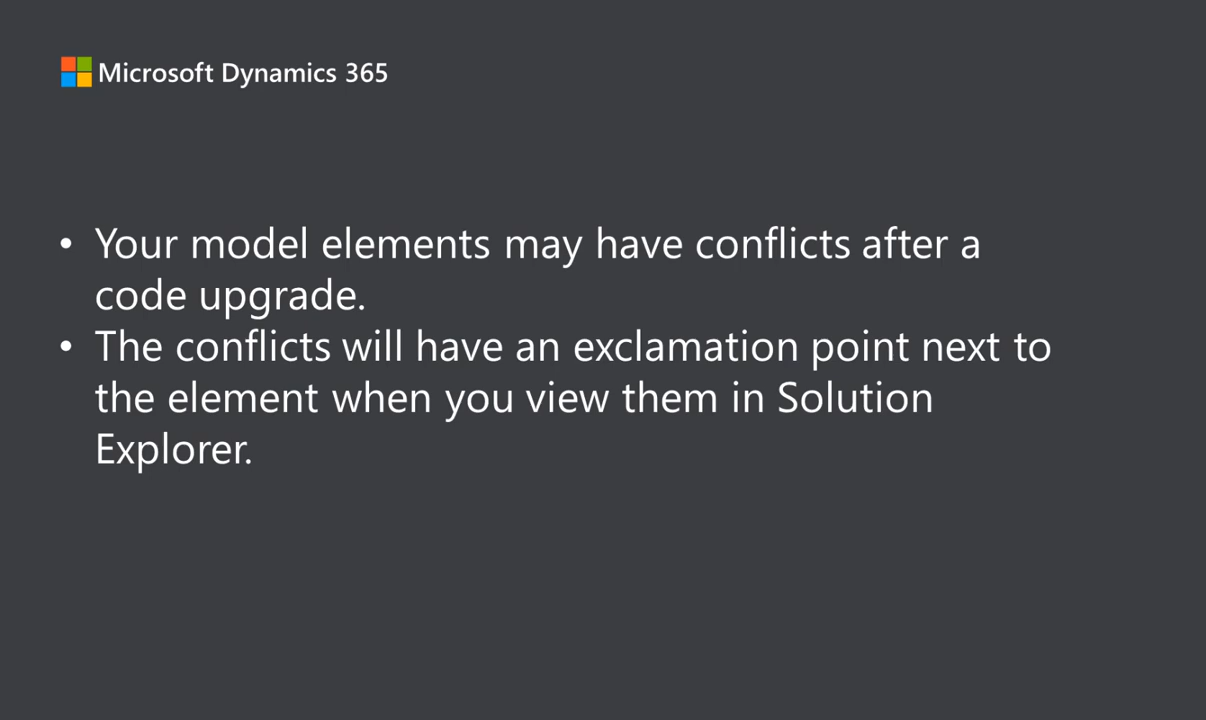 Microsoft Dynamics 365
• Your model elements may have conflicts after a
code upgrade.
• The conflicts will have an exclamation point next to
the element when you view them in Solution
Explorer.